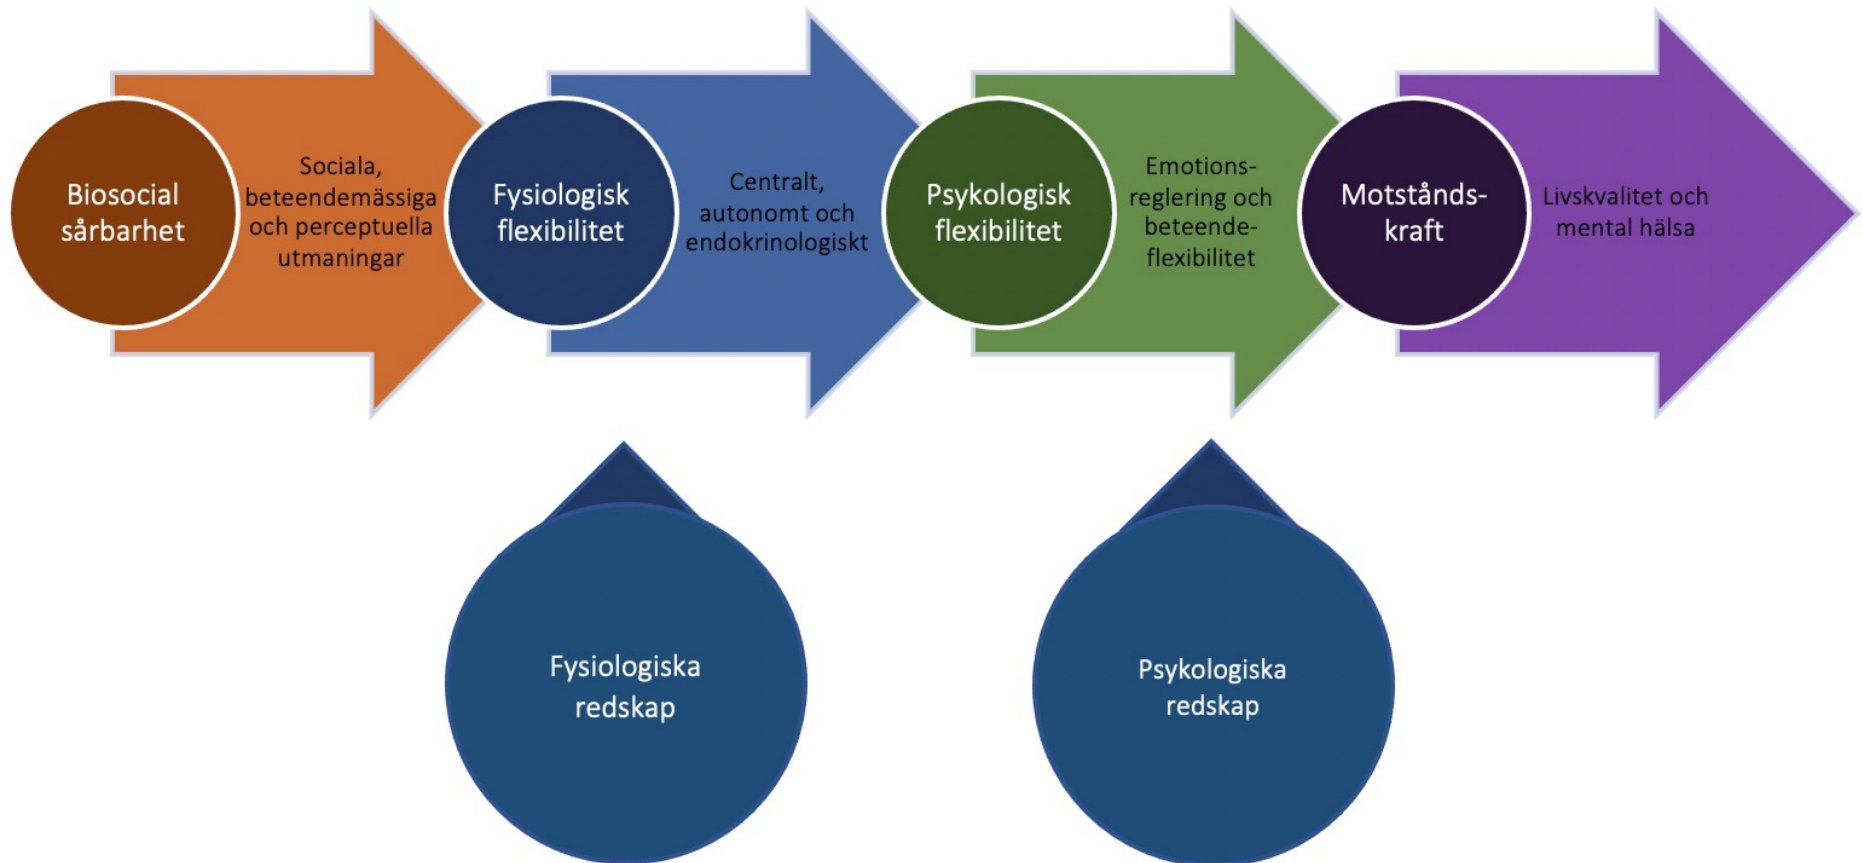 Biosocial
sårbarhet
Sociala,
beteendemässiga
och perceptuella
utmaningar
Fysiologisk
flexibilitet
Centralt,
autonomt och
endokrinologiskt
Psykologisk
flexibilitet
Emotions-
reglering och
beteende-
flexibilitet
Motstånds-
kraft
Livskvalitet och
mental hälsa
Fysiologiska
redskap
Psykologiska
redskap